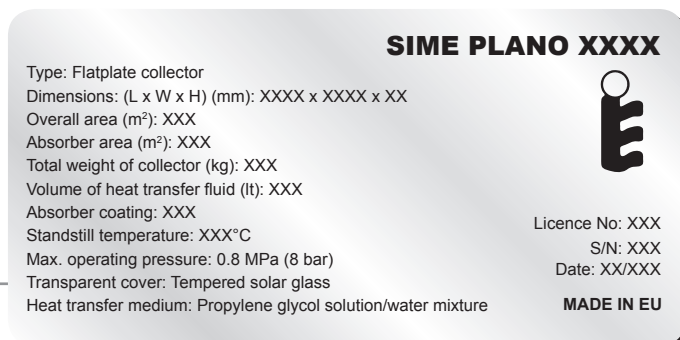 SIME PLANO XXXX
Type: Flatplate collector
Dimensions: (L x W x H) (mm): XXXX x XXXX x XX
Overall area (m²): XXX
Absorber area (m²): XXX
Total weight of collector (kg): XXX
Volume of heat transfer fluid (lt): XXX
Absorber coating: XXX
Standstill temperature: XXX°C
Max. operating pressure: 0.8 MPa (8 bar)
Transparent cover: Tempered solar glass
Heat transfer medium: Propylene glycol solution/water mixture
Licence No: XXX
S/N: XXX
Date: XX/XXX
MADE IN EU